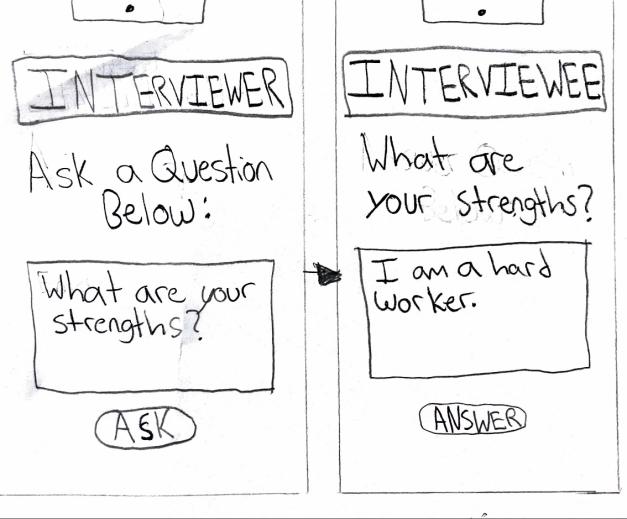 INTERVIEWER
Ask a Question
Below:
What are your
strengths?
ASK
INTERVIEWEE
What are
your strengths?
I am a hard
worker.
ANSWER